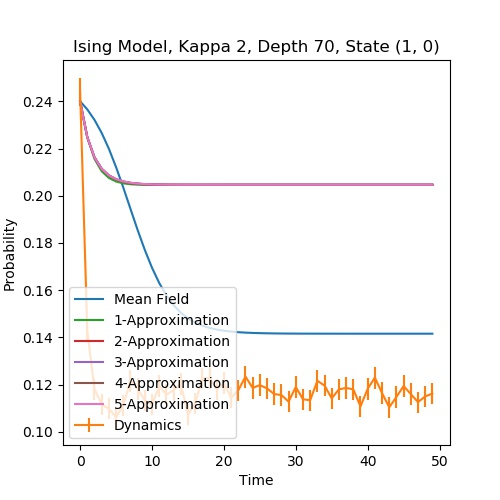 Ising Model, Kappa 2, Depth 70, State (1, 0)
0.24
0.22
0.20
0.18
0.16
0.14
0.12
0.10
Probability
Mean Field
1-Approximation
2-Approximation
3-Approximation
4-Approximation
5-Approximation
Dynamics
0 10 20 30 40 50
Time